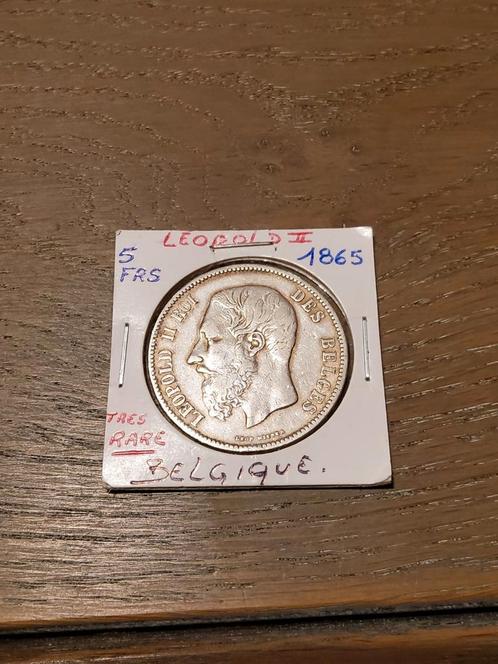 LEOPOLD II
5
FRS
1865
LEOPOLD II ROI DES BELGES
TRES
RARE
BELGIQUE.